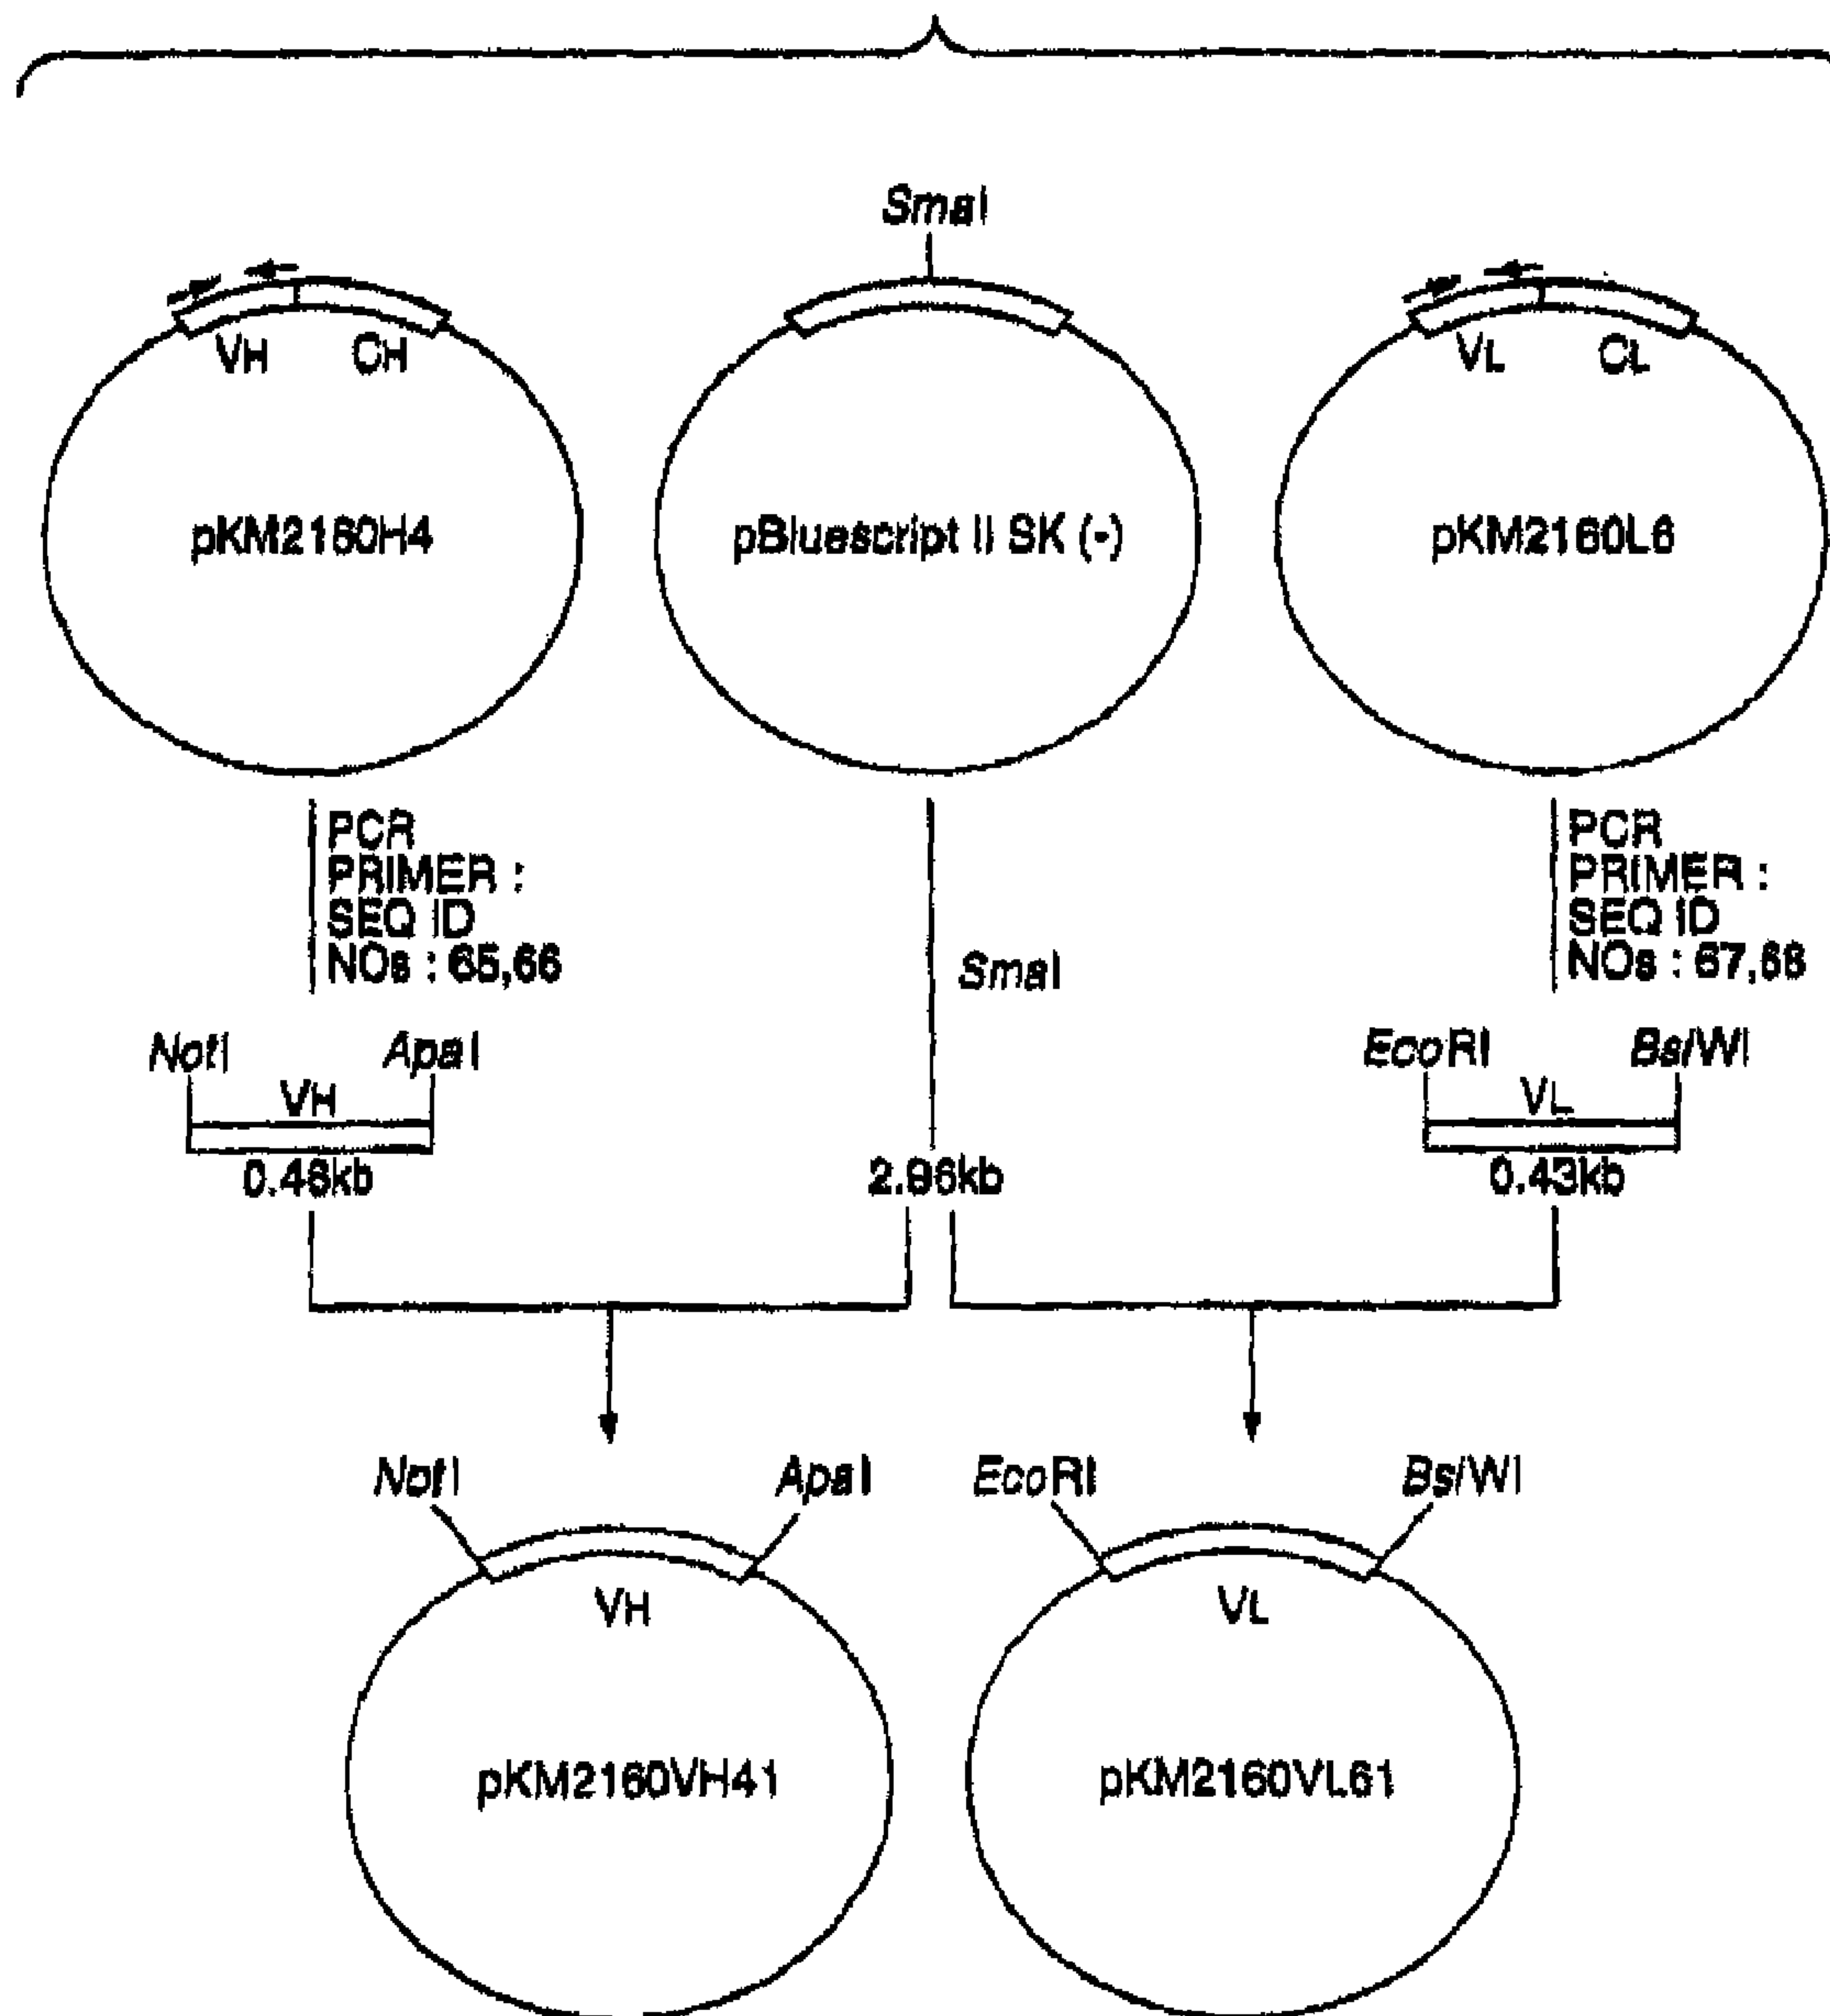 SmaI
VH CH
VL CL
pKM2160H4
pBluescript II SK (-)
pKM2160L6
PCR
PRIMER :
SEQ ID
NOs : 65,66
SmaI
PCR
PRIMER :
SEQ ID
NOs : 67,68
NotI
ApaI
VH
0.46kb
2.96kb
EcoRI
BsiWI
VL
0.43kb
NotI
ApaI
VH
pKM2160VH41
EcoRI
BsiWI
VL
pKM2160VL61